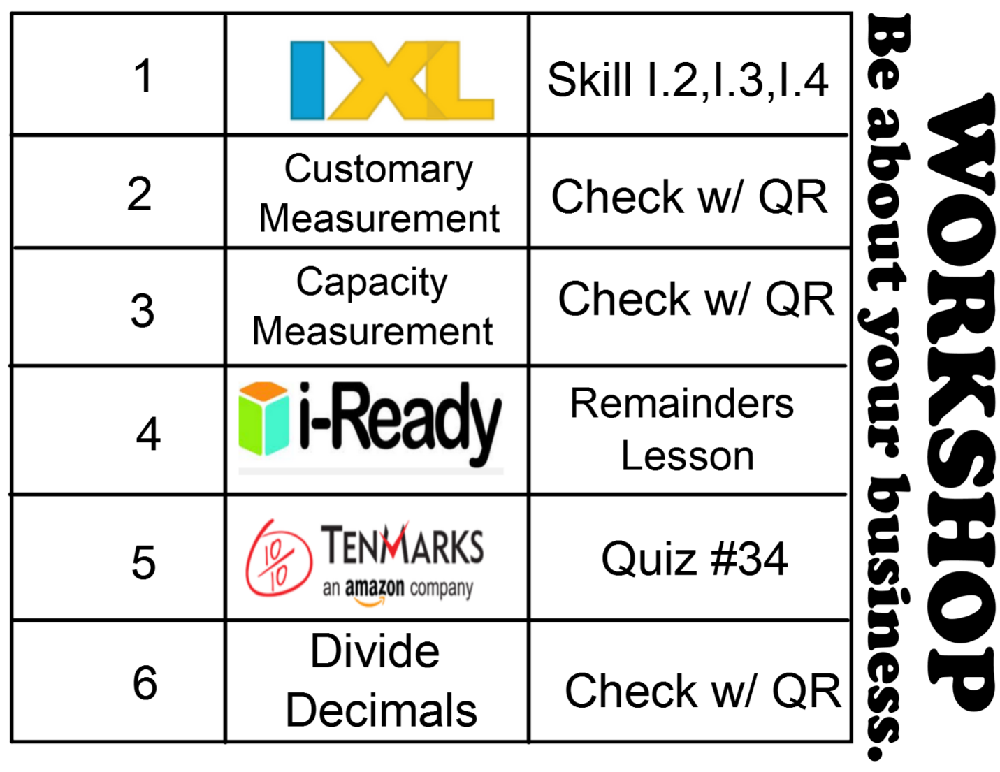 1
IXL
Skill I.2,I.3,I.4
2
Customary
Measurement
Check w/ QR
3
Capacity
Measurement
Check w/ QR
4
i-Ready
Remainders
Lesson
5
10/10
TENMARKS
an amazon company
Quiz #34
6
Divide
Decimals
Check w/ QR
WORKSHOP
Be about your business.